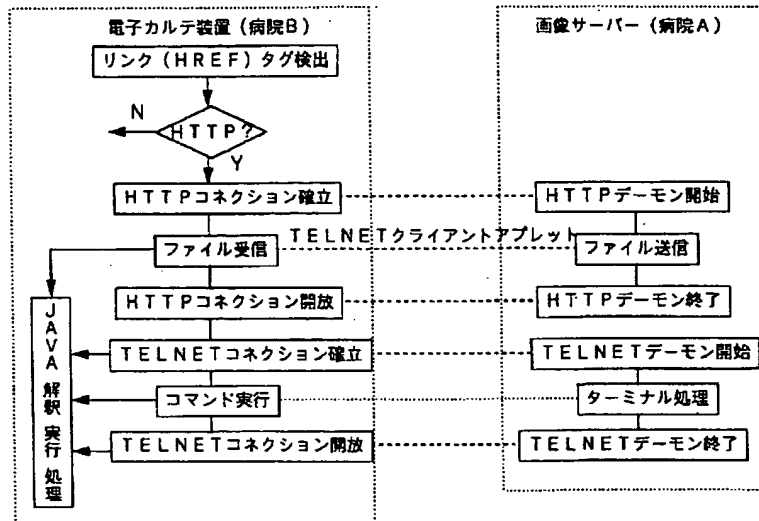 電子カルテ装置（病院B）
画像サーバー（病院A）
リンク（HREF）タグ検出
N
HTTP?
Y
HTTPコネクション確立
HTTPデーモン開始
TELNETクライアントアプレット
ファイル受信
ファイル送信
HTTPコネクション開放
HTTPデーモン終了
JAVA 解釈 実行 処理
TELNETコネクション確立
TELNETデーモン開始
コマンド実行
ターミナル処理
TELNETコネクション開放
TELNETデーモン終了